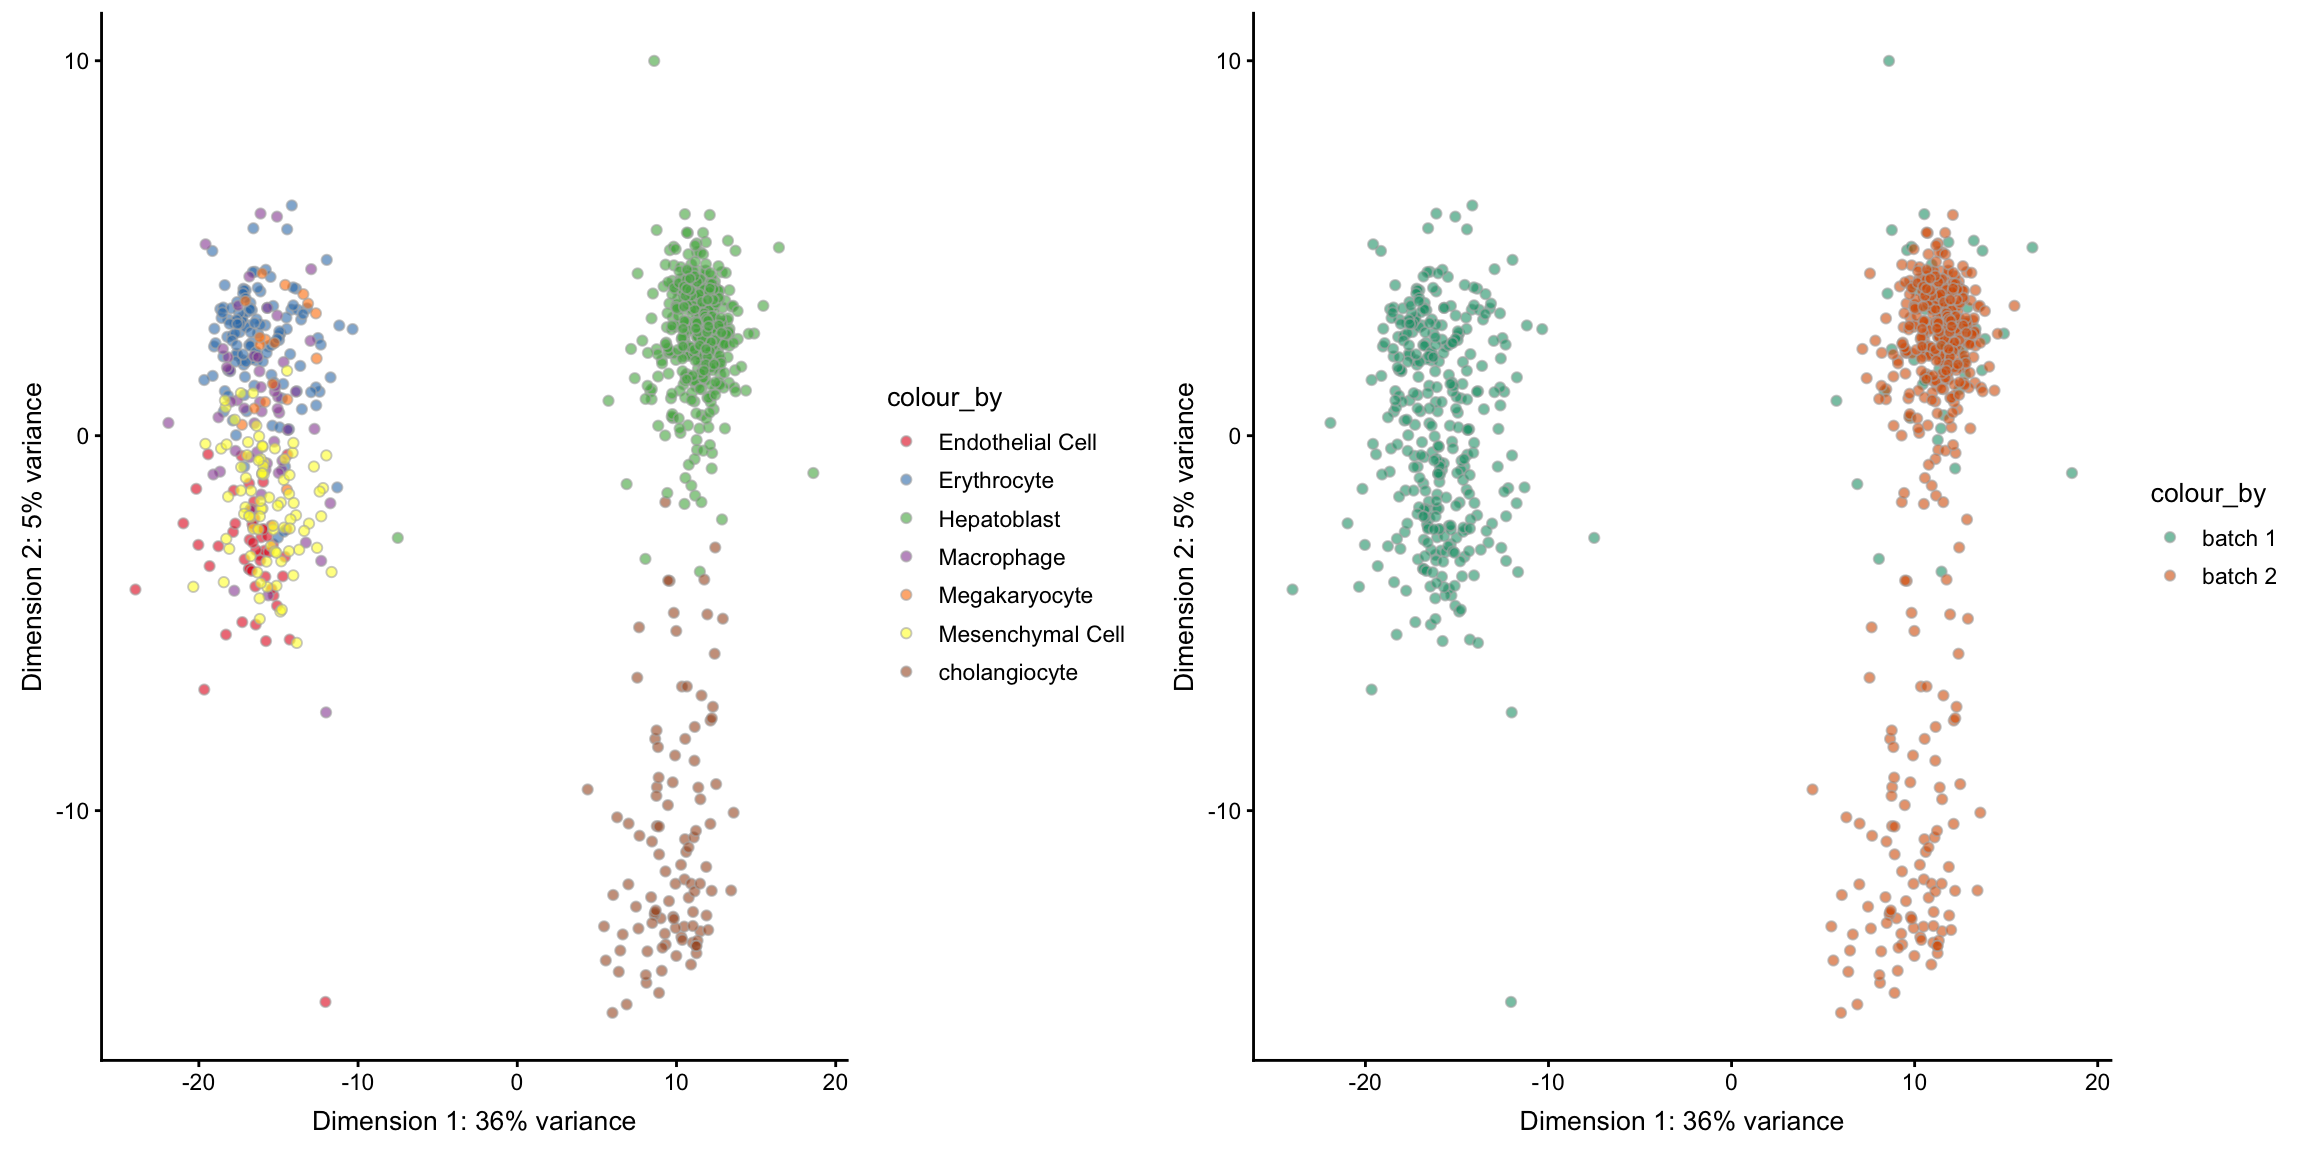 10
0
-10
Dimension 2: 5% variance
-20
-10
0
10
20
Dimension 1: 36% variance
colour_by
Endothelial Cell
Erythrocyte
Hepatoblast
Macrophage
Megakaryocyte
Mesenchymal Cell
cholangiocyte
10
0
-10
Dimension 2: 5% variance
-20
-10
0
10
20
Dimension 1: 36% variance
colour_by
batch 1
batch 2